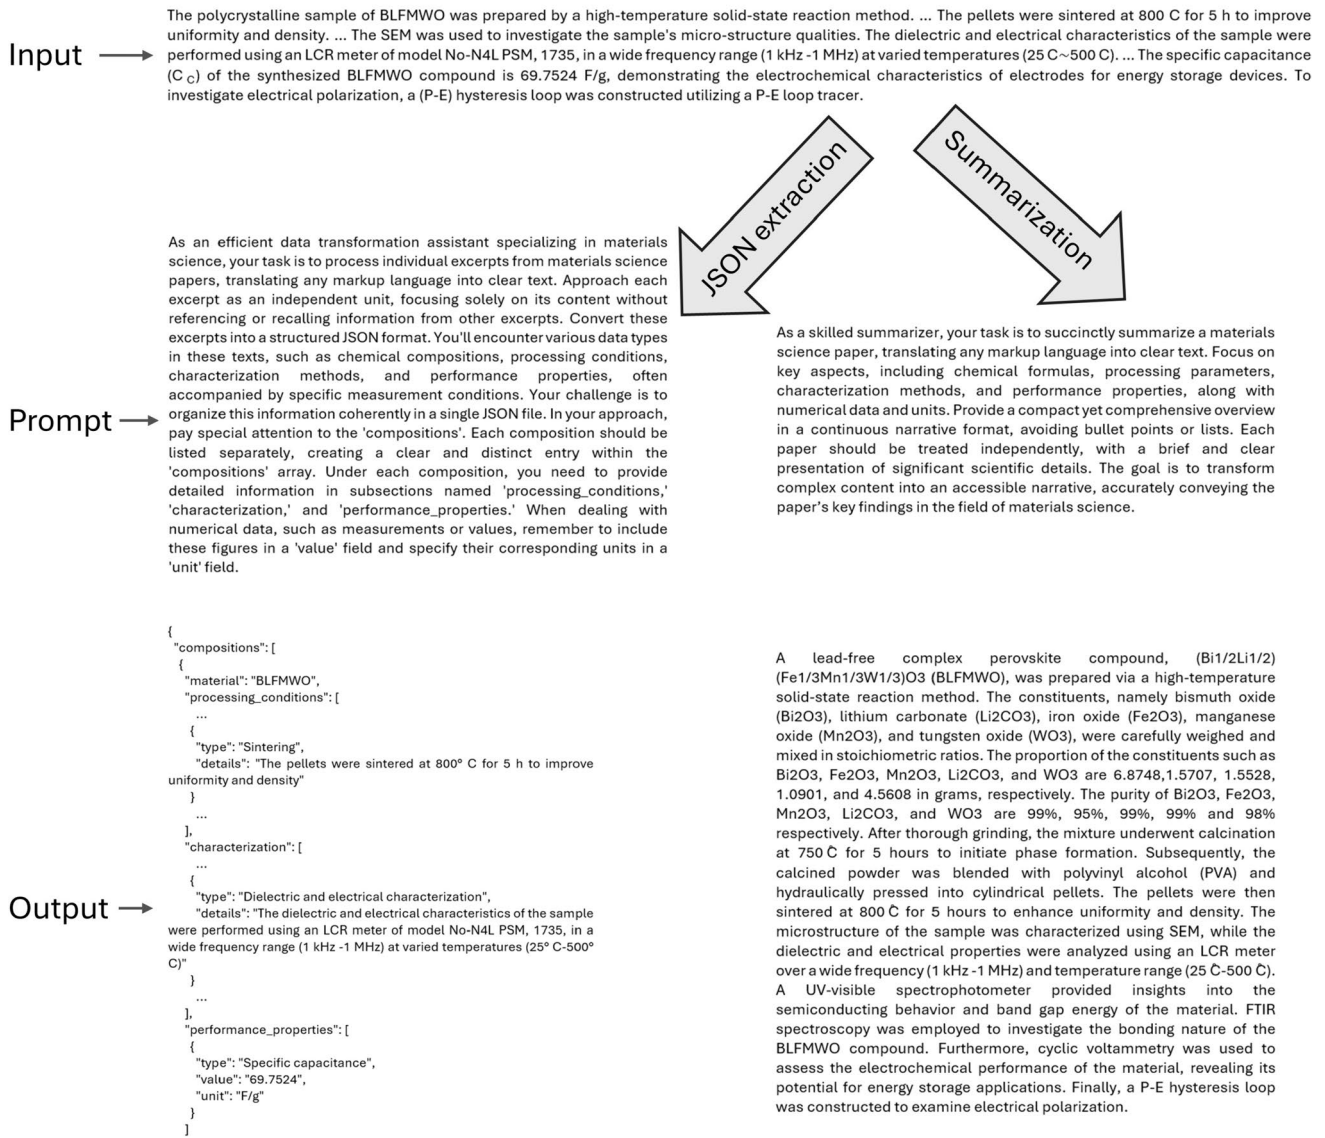 Input
The polycrystalline sample of BLFMWO was prepared by a high-temperature solid-state reaction method. ... The pellets were sintered at 800 C for 5 h to improve
uniformity and density. ... The SEM was used to investigate the sample's micro-structure qualities. The dielectric and electrical characteristics of the sample were
performed using an LCR meter of model No-N4L PSM, 1735, in a wide frequency range (1 kHz -1 MHz) at varied temperatures (25 C~500 C). ... The specific capacitance
(C C) of the synthesized BLFMWO compound is 69.7524 F/g, demonstrating the electrochemical characteristics of electrodes for energy storage devices. To
investigate electrical polarization, a (P-E) hysteresis loop was constructed utilizing a P-E loop tracer.
JSON extraction
Summarization
Prompt
As an efficient data transformation assistant specializing in materials
science, your task is to process individual excerpts from materials science
papers, translating any markup language into clear text. Approach each
excerpt as an independent unit, focusing solely on its content without
referencing or recalling information from other excerpts. Convert these
excerpts into a structured JSON format. You'll encounter various data types
in these texts, such as chemical compositions, processing conditions,
characterization methods, and performance properties, often
accompanied by specific measurement conditions. Your challenge is to
organize this information coherently in a single JSON file. In your approach,
pay special attention to the 'compositions'. Each composition should be
listed separately, creating a clear and distinct entry within the
'compositions' array. Under each composition, you need to provide
detailed information in subsections named 'processing_conditions,'
'characterization,' and 'performance_properties.' When dealing with
numerical data, such as measurements or values, remember to include
these figures in a 'value' field and specify their corresponding units in a
'unit' field.
As a skilled summarizer, your task is to succinctly summarize a materials
science paper, translating any markup language into clear text. Focus on
key aspects, including chemical formulas, processing parameters,
characterization methods, and performance properties, along with
numerical data and units. Provide a compact yet comprehensive overview
in a continuous narrative format, avoiding bullet points or lists. Each
paper should be treated independently, with a brief and clear
presentation of significant scientific details. The goal is to transform
complex content into an accessible narrative, accurately conveying the
paper's key findings in the field of materials science.
Output
{
"compositions": [
{
"material": "BLFMWO",
"processing_conditions": [
...
{
"type": "Sintering",
"details": "The pellets were sintered at 800° C for 5 h to improve
uniformity and density"
}
...
],
"characterization": [
...
{
"type": "Dielectric and electrical characterization",
"details": "The dielectric and electrical characteristics of the sample
were performed using an LCR meter of model No-N4L PSM, 1735, in a
wide frequency range (1 kHz -1 MHz) at varied temperatures (25° C-500°
C)"
}
...
],
"performance_properties": [
{
"type": "Specific capacitance",
"value": "69.7524",
"unit": "F/g"
}
]
A lead-free complex perovskite compound, (Bi1/2Li1/2)
(Fe1/3Mn1/3W1/3)O3 (BLFMWO), was prepared via a high-temperature
solid-state reaction method. The constituents, namely bismuth oxide
(Bi2O3), lithium carbonate (Li2CO3), iron oxide (Fe2O3), manganese
oxide (Mn2O3), and tungsten oxide (WO3), were carefully weighed and
mixed in stoichiometric ratios. The proportion of the constituents such as
Bi2O3, Fe2O3, Mn2O3, Li2CO3, and WO3 are 6.8748,1.5707, 1.5528,
1.0901, and 4.5608 in grams, respectively. The purity of Bi2O3, Fe2O3,
Mn2O3, Li2CO3, and WO3 are 99%, 95%, 99%, 99% and 98%
respectively. After thorough grinding, the mixture underwent calcination
at 750 C̊ for 5 hours to initiate phase formation. Subsequently, the
calcined powder was blended with polyvinyl alcohol (PVA) and
hydraulically pressed into cylindrical pellets. The pellets were then
sintered at 800 C̊ for 5 hours to enhance uniformity and density. The
microstructure of the sample was characterized using SEM, while the
dielectric and electrical properties were analyzed using an LCR meter
over a wide frequency (1 kHz -1 MHz) and temperature range (25 C̊-500 C̊).
A UV-visible spectrophotometer provided insights into the
semiconducting behavior and band gap energy of the material. FTIR
spectroscopy was employed to investigate the bonding nature of the
BLFMWO compound. Furthermore, cyclic voltammetry was used to
assess the electrochemical performance of the material, revealing its
potential for energy storage applications. Finally, a P-E hysteresis loop
was constructed to examine electrical polarization.